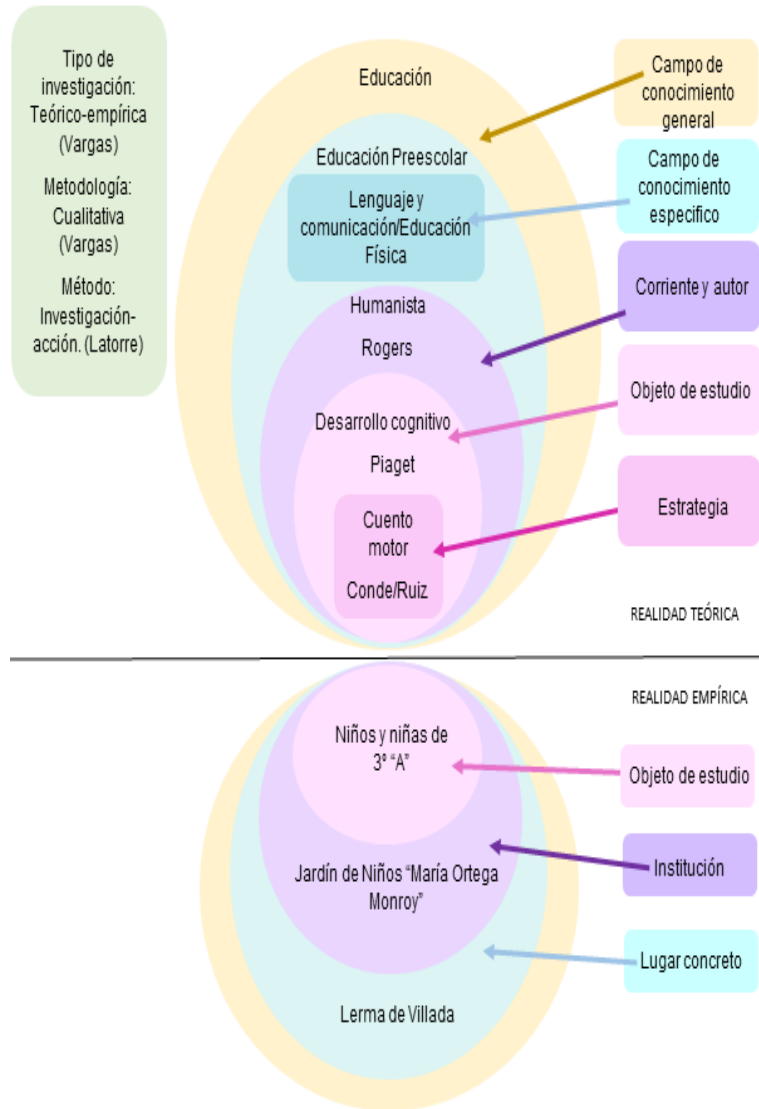 Tipo de
investigación:
Teórico-empírica
(Vargas)
Metodología:
Cualitativa
(Vargas)
Método:
Investigación-
acción. (Latorre)
Educación
Educación Preescolar
Lenguaje y
comunicación/Educación
Física
Humanista
Rogers
Desarrollo cognitivo
Piaget
Cuento
motor
Conde/Ruiz
Campo de
conocimiento
general
Campo de
conocimiento
especifico
Corriente y autor
Objeto de estudio
Estrategia
REALIDAD TEÓRICA
REALIDAD EMPÍRICA
Niños y niñas de
3º “A”
Jardín de Niños “María Ortega
Monroy”
Lerma de Villada
Objeto de estudio
Institución
Lugar concreto